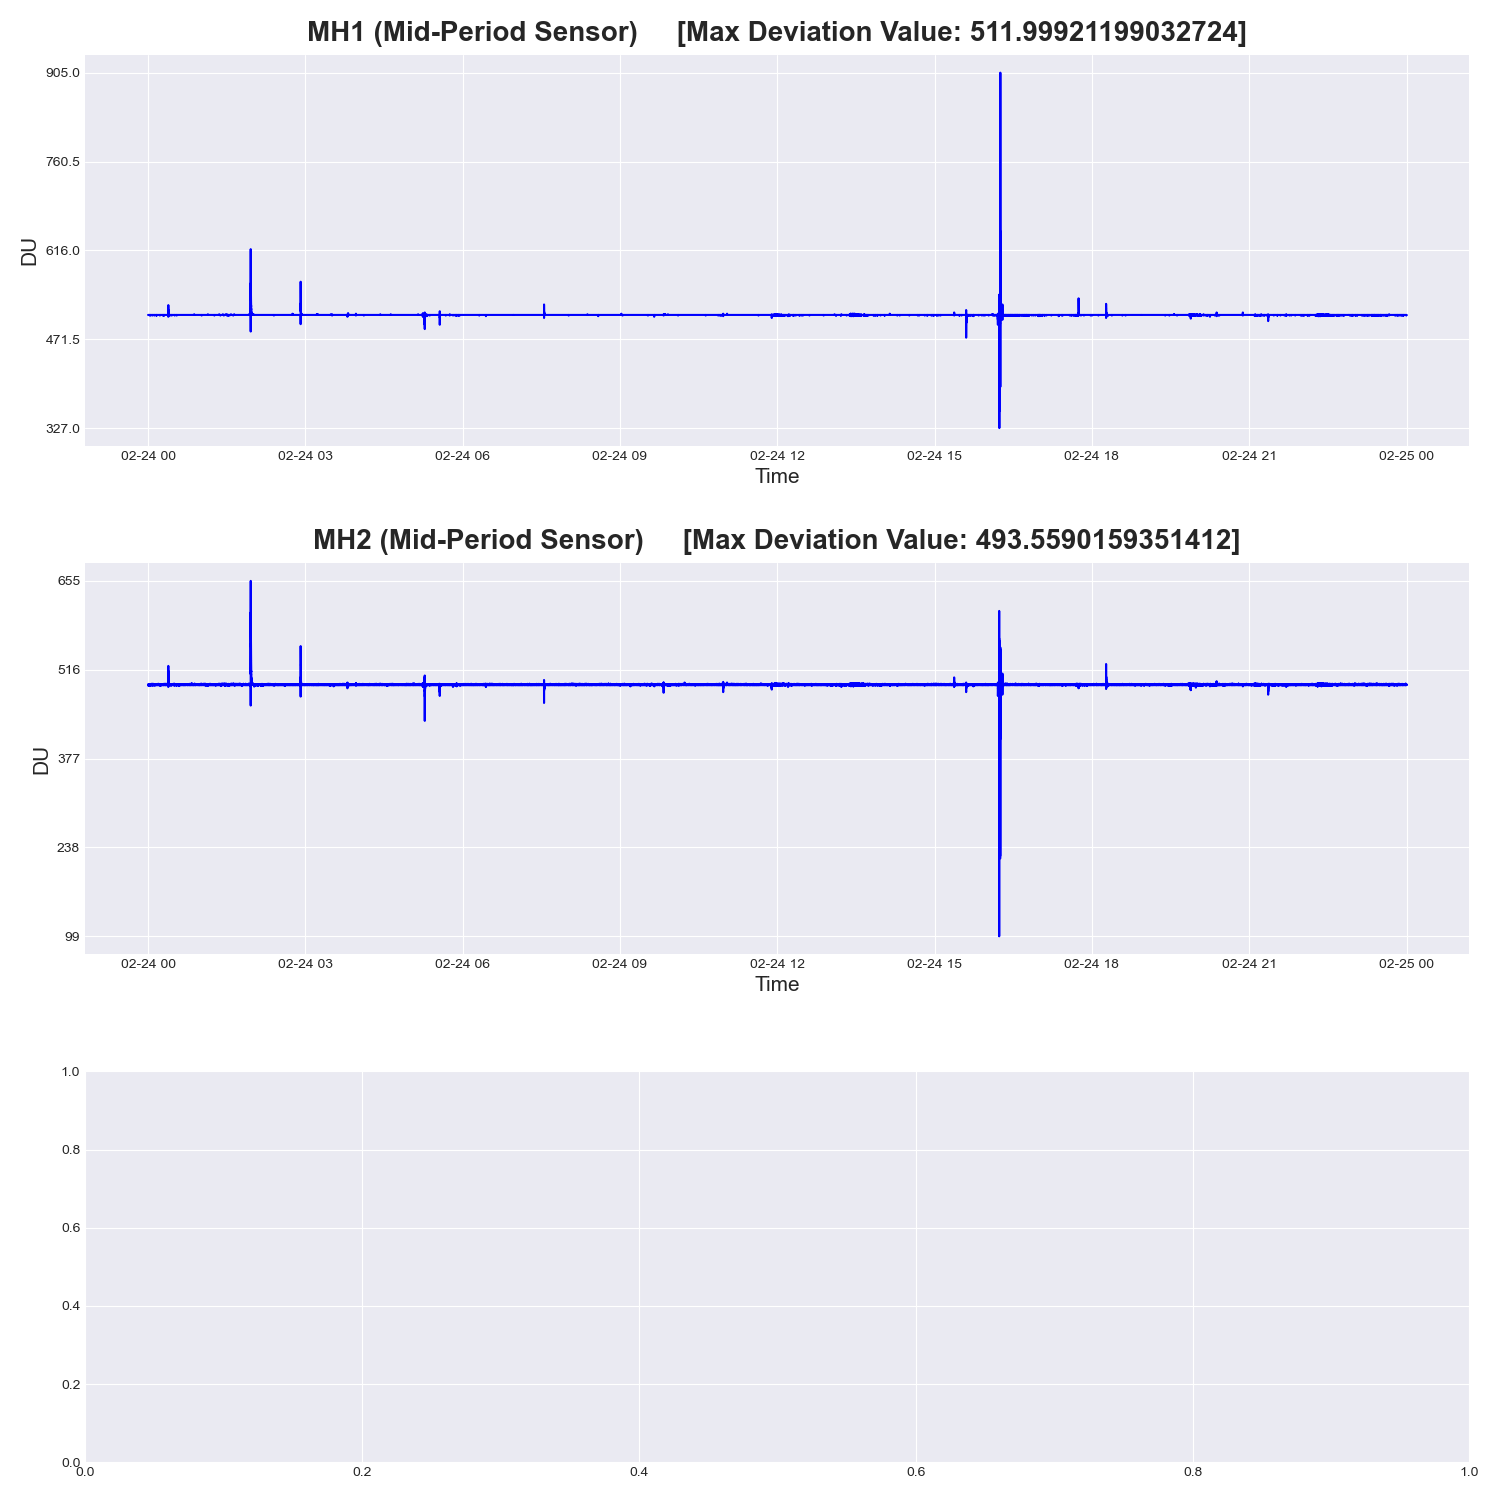 MH1 (Mid-Period Sensor) [Max Deviation Value: 511.99921199032724]
905.0
760.5
616.0
471.5
327.0
DU
02-24 00 02-24 03 02-24 06 02-24 09 02-24 12 02-24 15 02-24 18 02-24 21 02-25 00
Time
MH2 (Mid-Period Sensor) [Max Deviation Value: 493.5590159351412]
655
516
377
238
99
DU
02-24 00 02-24 03 02-24 06 02-24 09 02-24 12 02-24 15 02-24 18 02-24 21 02-25 00
Time
1.0
0.8
0.6
0.4
0.2
0.0
0.0 0.2 0.4 0.6 0.8 1.0